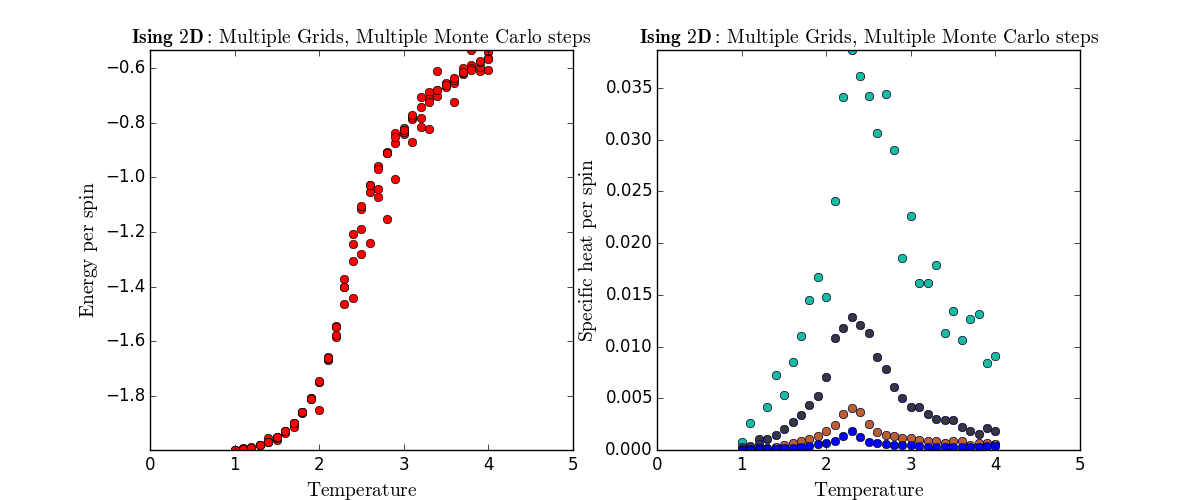 Ising 2D: Multiple Grids, Multiple Monte Carlo steps
Energy per spin
−0.6
−0.8
−1.0
−1.2
−1.4
−1.6
−1.8
0 1 2 3 4 5
Temperature
Ising 2D: Multiple Grids, Multiple Monte Carlo steps
Specific heat per spin
0.035
0.030
0.025
0.020
0.015
0.010
0.005
0.000
0 1 2 3 4 5
Temperature